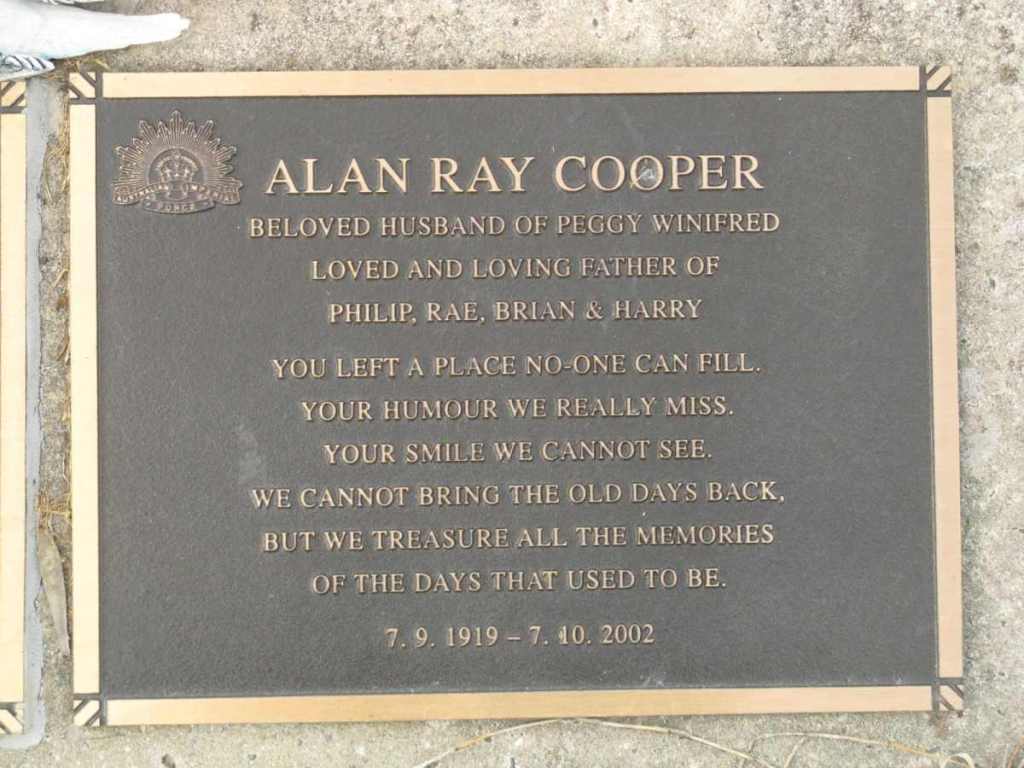 AUSTRALIAN IMPERIAL
FORCE
ALAN RAY COOPER
BELOVED HUSBAND OF PEGGY WINIFRED
LOVED AND LOVING FATHER OF
PHILIP, RAE, BRIAN & HARRY
YOU LEFT A PLACE NO-ONE CAN FILL.
YOUR HUMOUR WE REALLY MISS.
YOUR SMILE WE CANNOT SEE.
WE CANNOT BRING THE OLD DAYS BACK,
BUT WE TREASURE ALL THE MEMORIES
OF THE DAYS THAT USED TO BE.
7. 9. 1919 – 7. 10. 2002